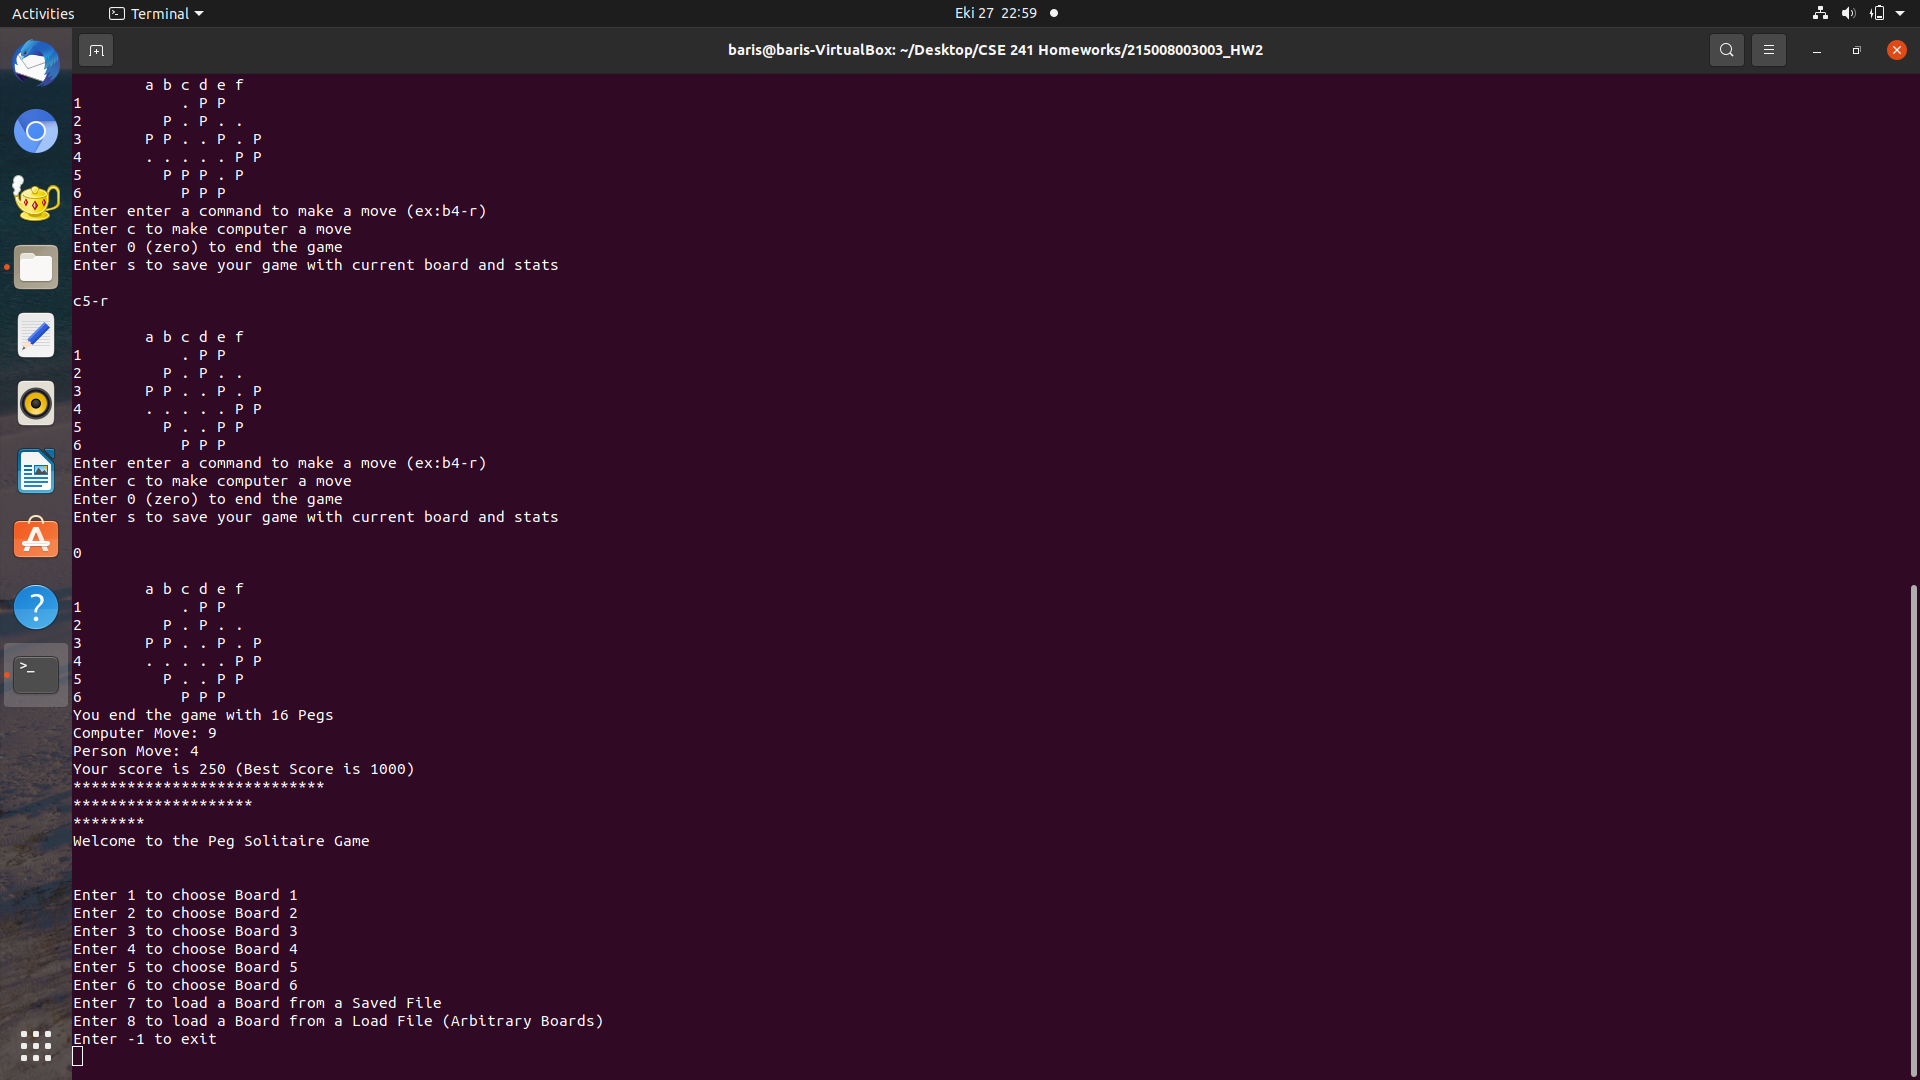 Activities Terminal Eki 27 22:59
baris@baris-VirtualBox: ~/Desktop/CSE 241 Homeworks/215008003003_HW2
a b c d e f
1 . P P
2 P . P . .
3 P P . . P . P
4 . . . . . P P
5 P P P . P
6 P P P
Enter enter a command to make a move (ex:b4-r)
Enter c to make computer a move
Enter 0 (zero) to end the game
Enter s to save your game with current board and stats
c5-r
a b c d e f
1 . P P
2 P . P . .
3 P P . . P . P
4 . . . . . P P
5 P . . P P
6 P P P
Enter enter a command to make a move (ex:b4-r)
Enter c to make computer a move
Enter 0 (zero) to end the game
Enter s to save your game with current board and stats
0
a b c d e f
1 . P P
2 P . P . .
3 P P . . P . P
4 . . . . . P P
5 P . . P P
6 P P P
You end the game with 16 Pegs
Computer Move: 9
Person Move: 4
Your score is 250 (Best Score is 1000)
****************************
********************
********
Welcome to the Peg Solitaire Game
Enter 1 to choose Board 1
Enter 2 to choose Board 2
Enter 3 to choose Board 3
Enter 4 to choose Board 4
Enter 5 to choose Board 5
Enter 6 to choose Board 6
Enter 7 to load a Board from a Saved File
Enter 8 to load a Board from a Load File (Arbitrary Boards)
Enter -1 to exit